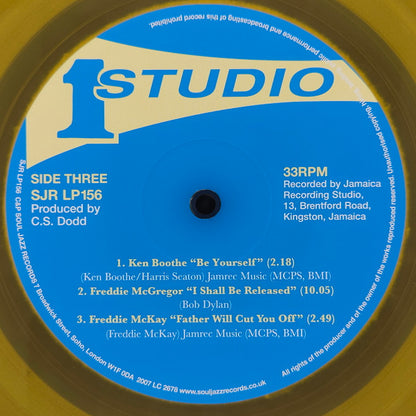 1 STUDIO
SIDE THREE
SJR LP156
Produced by
C.S. Dodd
33RPM
Recorded by Jamaica
Recording Studio,
13, Brentford Road,
Kingston, Jamaica
1. Ken Boothe “Be Yourself” (2.18)
(Ken Boothe/Harris Seaton) Jamrec Music (MCPS, BMI)
2. Freddie McGregor “I Shall Be Released” (10.05)
(Bob Dylan)
3. Freddie McKay “Father Will Cut You Off” (2.49)
(Freddie McKay) Jamrec Music (MCPS, BMI)
SJR LP156 C&P SOUL JAZZ RECORDS 7 Broadwick Street, Soho, London W1F 0DA 2007 LC 2678 www.souljazzrecords.co.uk
All rights of the producer and of the owner of the works reproduced reserved. Unauthorised copying, public performance and broadcasting of this record prohibited.